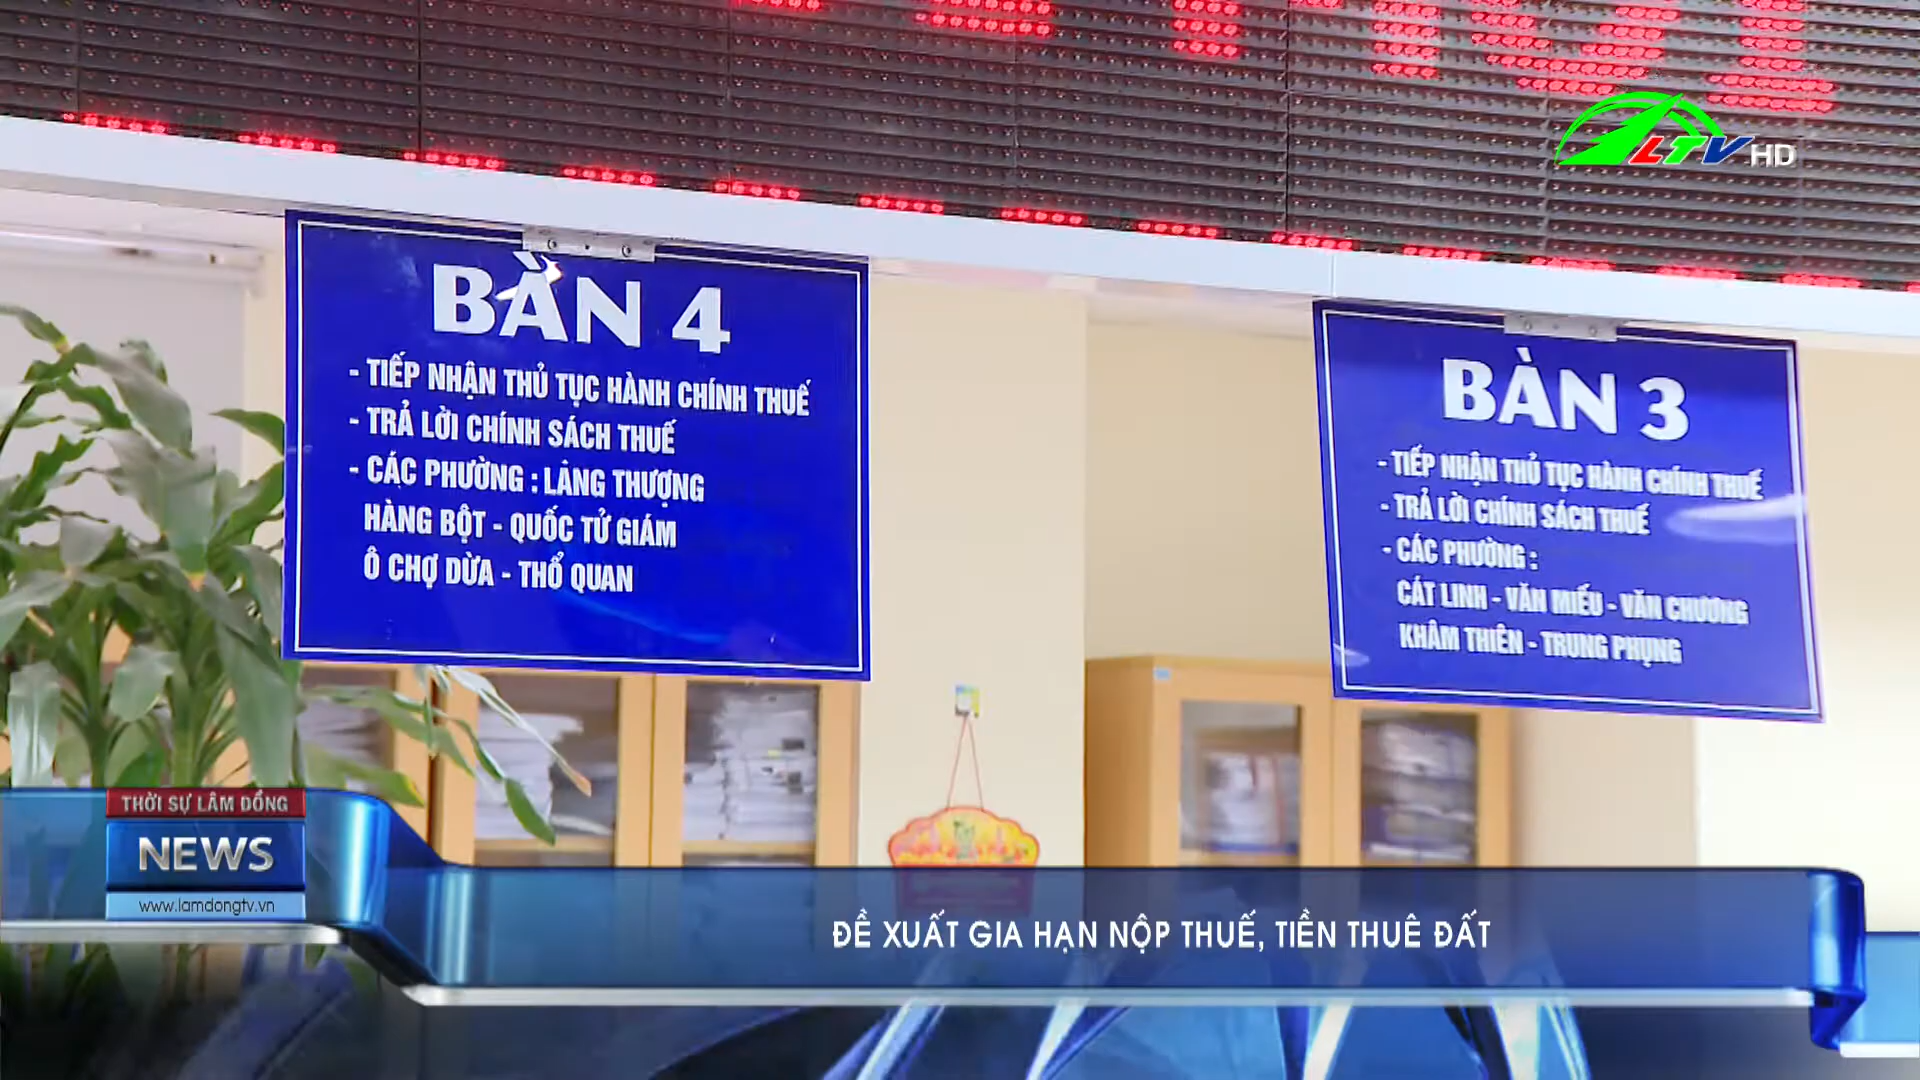 LTV HD
BÀN 4
- TIẾP NHẬN THỦ TỤC HÀNH CHÍNH THUẾ
- TRẢ LỜI CHÍNH SÁCH THUẾ
- CÁC PHƯỜNG : LÁNG THƯỢNG
HÀNG BỘT - QUỐC TỬ GIÁM
Ô CHỢ DỪA - THỔ QUAN
BÀN 3
- TIẾP NHẬN THỦ TỤC HÀNH CHÍNH THUẾ
- TRẢ LỜI CHÍNH SÁCH THUẾ
- CÁC PHƯỜNG :
CÁT LINH - VĂN MIẾU - VĂN CHƯƠNG
KHÂM THIÊN - TRUNG PHỤNG
THỜI SỰ LÂM ĐỒNG
NEWS
www.lamdongtv.vn
ĐỀ XUẤT GIA HẠN NỘP THUẾ, TIỀN THUÊ ĐẤT